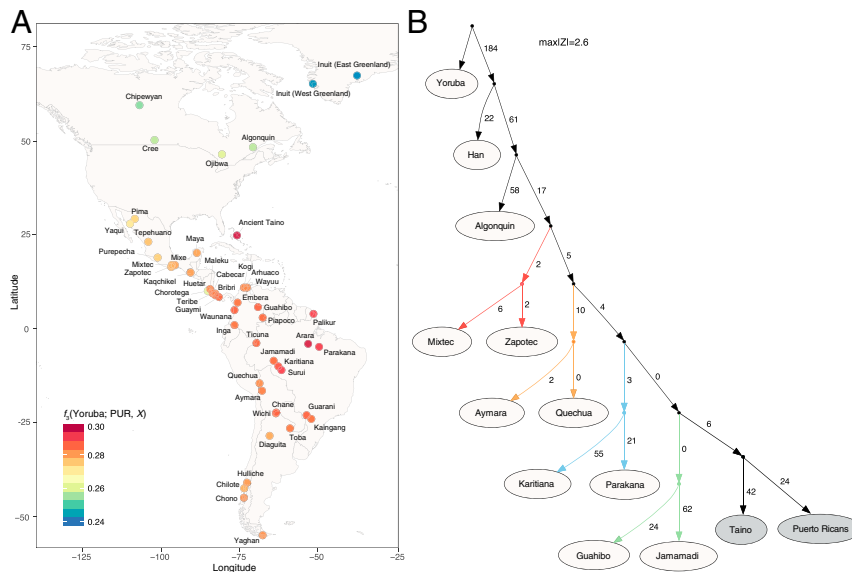 A
75
50
25
0
−25
−50
Latitude
−125
−100
−75
−50
−25
Longitude
Inuit (East Greenland)
Inuit (West Greenland)
Chipewyan
Cree
Algonquin
Ojibwa
Pima
Yaqui
Tepehuano
Purepecha
Mixtec
Zapotec
Mixe
Maya
Kaqchikel
Chorotega
Huetar
Teribe
Guaymi
Maleku
Cabecar
Bribri
Kogi
Arhuaco
Wayuu
Ancient Taino
Embera
Waunana
Guahibo
Piapoco
Inga
Palikur
Ticuna
Arara
Parakana
Jamamadi
Karitiana
Surui
Quechua
Aymara
Chane
Wichi
Guarani
Kaingang
Toba
Diaguita
Hulliche
Chilote
Chono
Yaghan
f3(Yoruba; PUR, X)
0.30
0.28
0.26
0.24
B
max|Z|=2.6
184
Yoruba
61
22
Han
17
58
Algonquin
5
2
6
2
Mixtec
Zapotec
10
4
2
0
Aymara
Quechua
3
0
55
21
Karitiana
Parakana
0
6
24
62
Guahibo
Jamamadi
42
24
Taino
Puerto Ricans